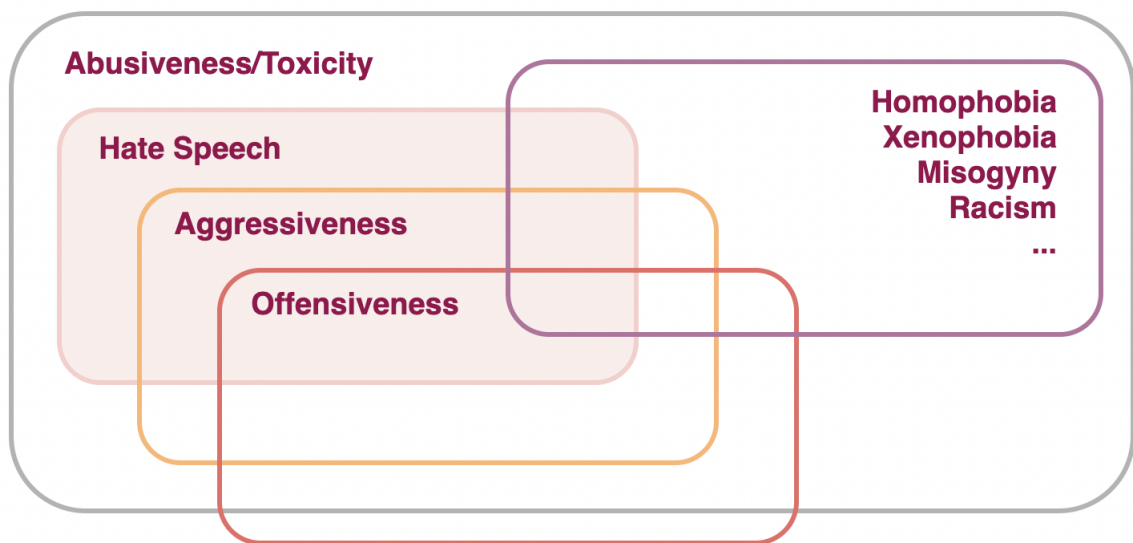 Abusiveness/Toxicity
Hate Speech
Aggressiveness
Offensiveness
Homophobia
Xenophobia
Misogyny
Racism
...